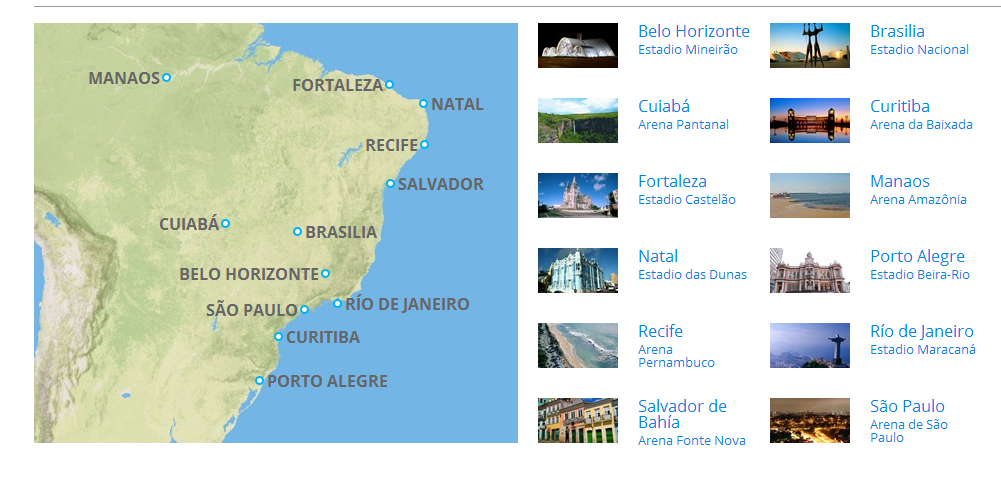 MANAOS
FORTALEZA
NATAL
RECIFE
SALVADOR
CUIABÁ
BRASILIA
BELO HORIZONTE
SÃO PAULO
RÍO DE JANEIRO
CURITIBA
PORTO ALEGRE
Belo Horizonte
Estadio Mineirão
Brasilia
Estadio Nacional
Cuiabá
Arena Pantanal
Curitiba
Arena da Baixada
Fortaleza
Estadio Castelão
Manaos
Arena Amazônia
Natal
Estadio das Dunas
Porto Alegre
Estadio Beira-Rio
Recife
Arena
Pernambuco
Río de Janeiro
Estadio Maracaná
Salvador de
Bahía
Arena Fonte Nova
São Paulo
Arena de São
Paulo